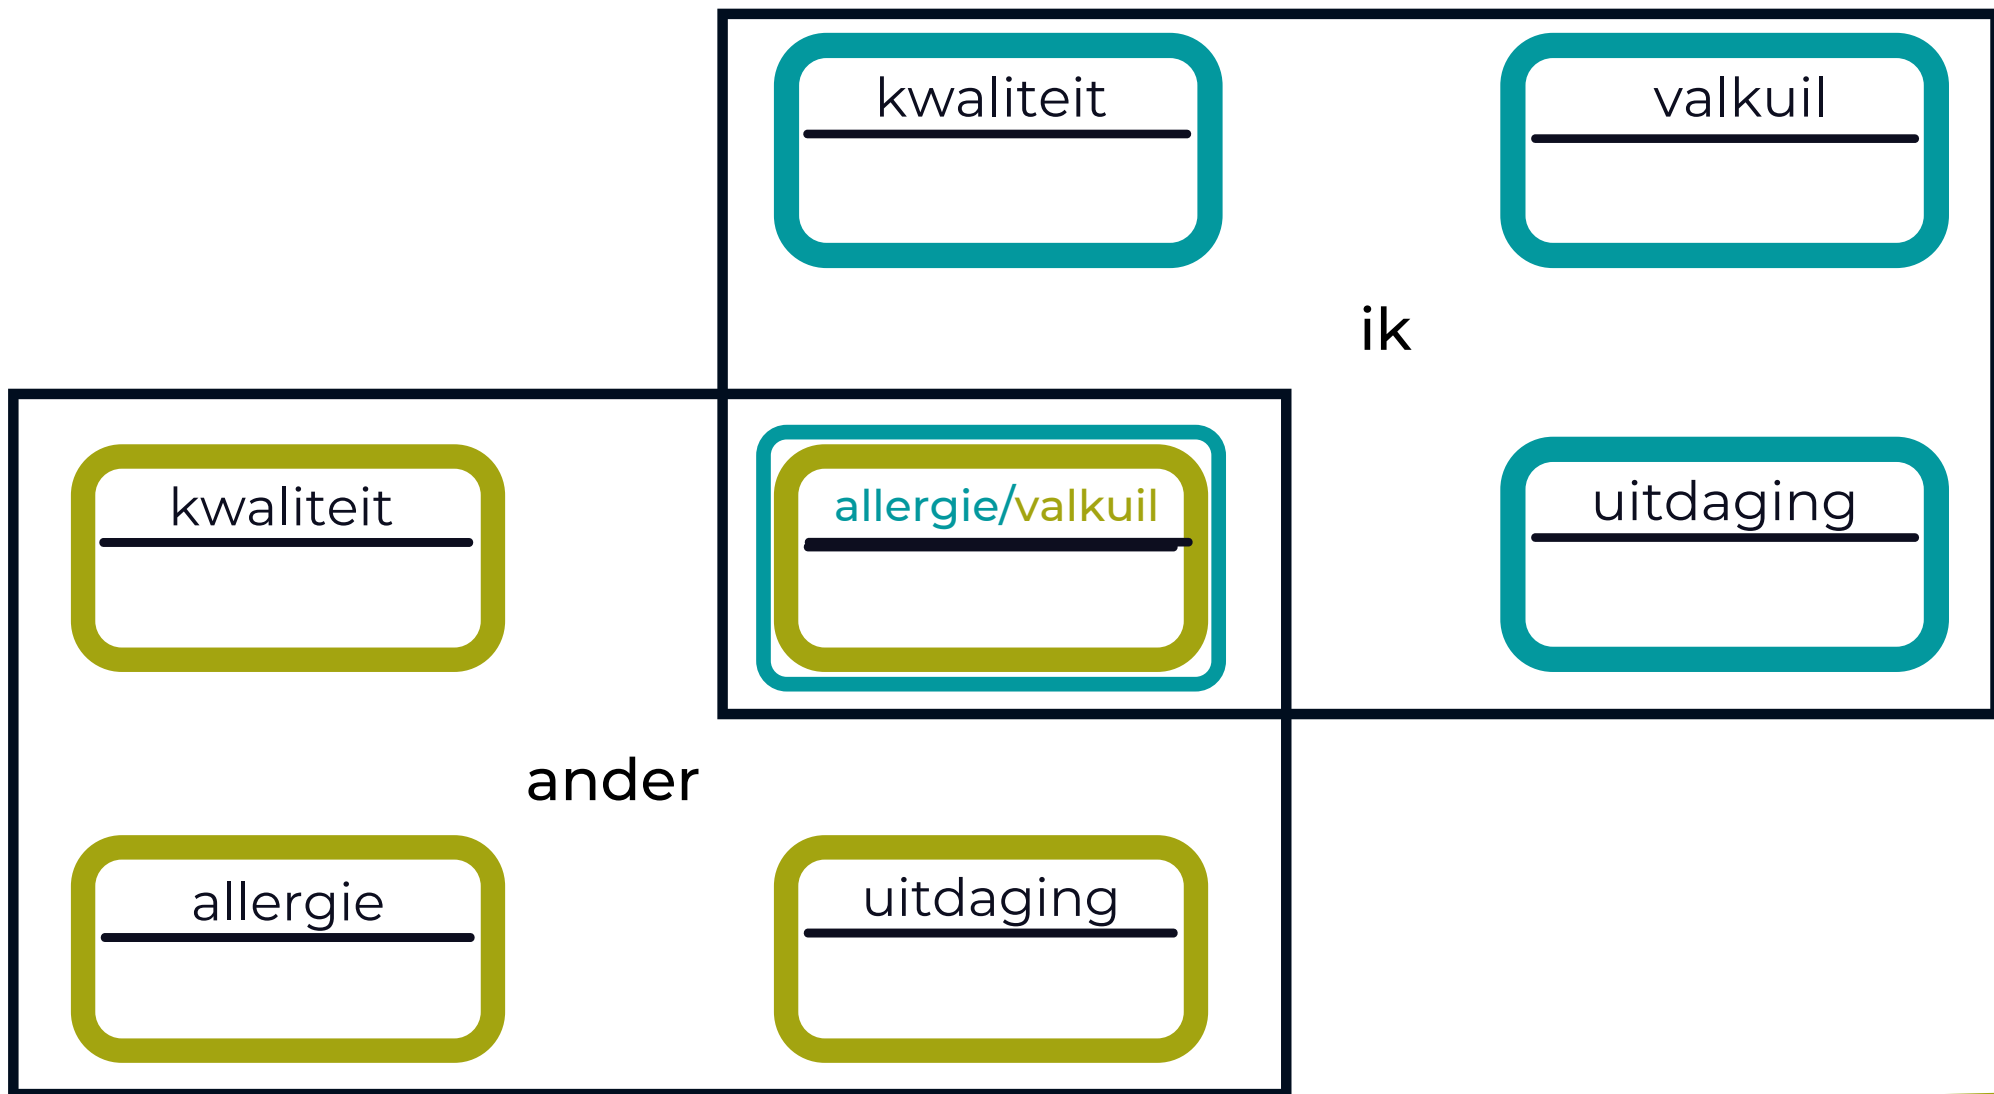 kwaliteit
valkuil
ik
kwaliteit
allergie/valkuil
uitdaging
ander
allergie
uitdaging